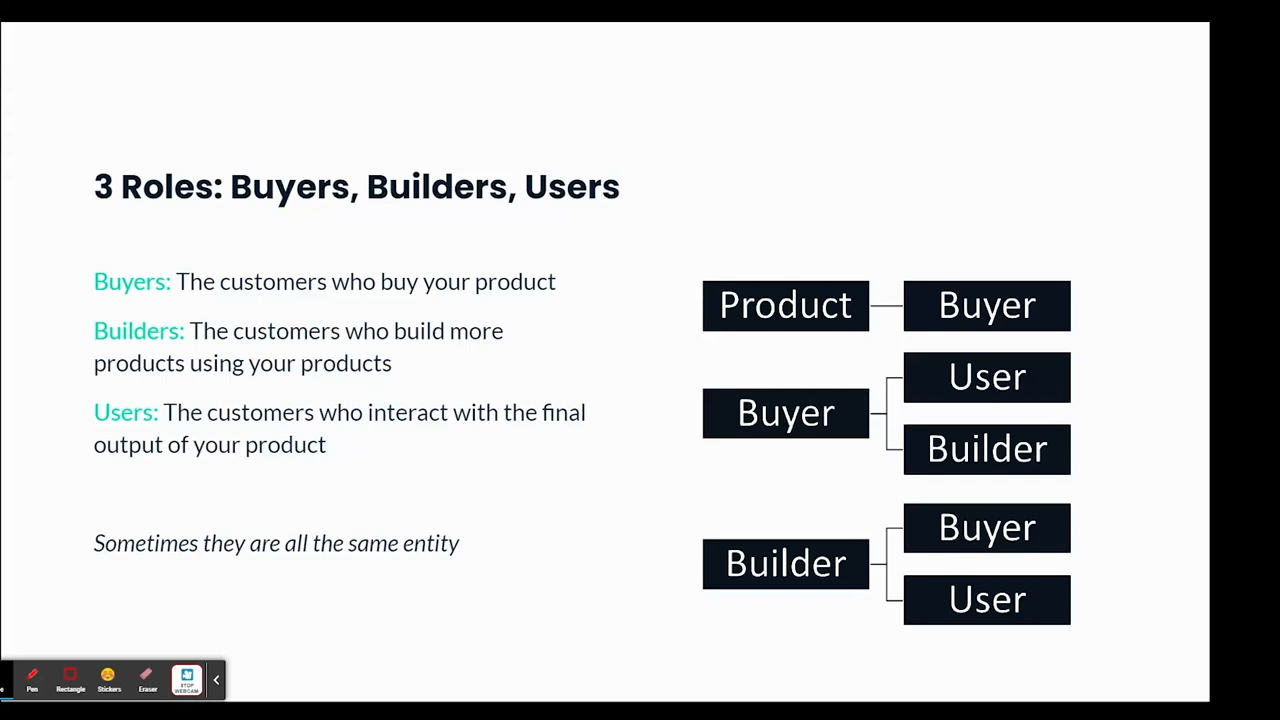 3 Roles: Buyers, Builders, Users
Buyers: The customers who buy your product
Builders: The customers who build more
products using your products
Users: The customers who interact with the final
output of your product
Sometimes they are all the same entity
Product
Buyer
Buyer
User
Builder
Builder
Buyer
User
e
Pen
Rectangle
Stickers
Eraser
STOP
WEBCAM